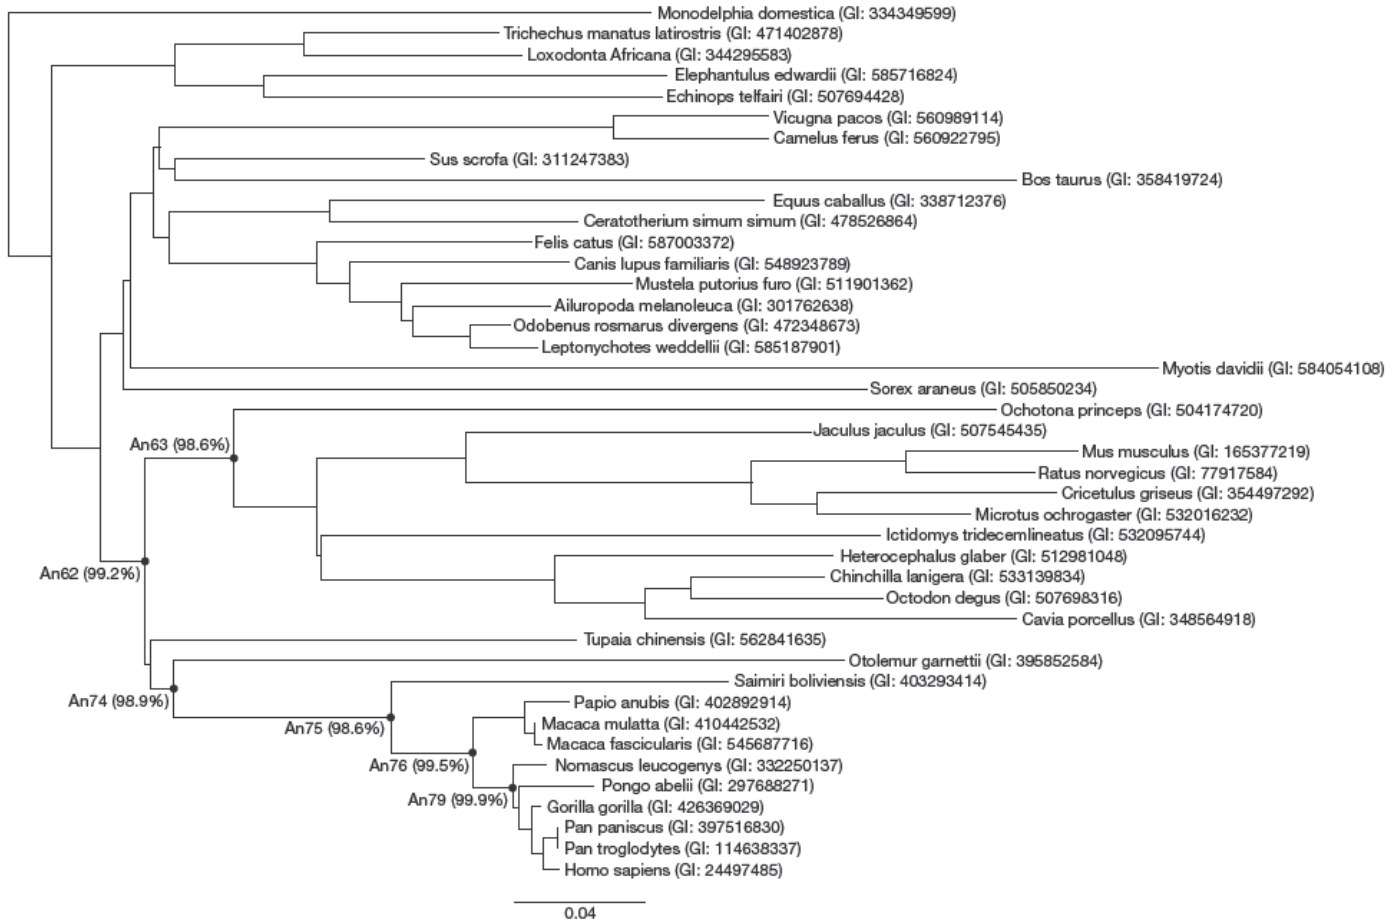 Monodelphia domestica (GI: 334349599)
Trichechus manatus latirostris (GI: 471402878)
Loxodonta Africana (GI: 344295583)
Elephantulus edwardii (GI: 585716824)
Echinops telfairi (GI: 507694428)
Vicugna pacos (GI: 560989114)
Camelus ferus (GI: 560922795)
Sus scrofa (GI: 311247383)
Bos taurus (GI: 358419724)
Equus caballus (GI: 338712376)
Ceratotherium simum simum (GI: 478526864)
Felis catus (GI: 587003372)
Canis lupus familiaris (GI: 548923789)
Mustela putorius furo (GI: 511901362)
Ailuropoda melanoleuca (GI: 301762638)
Odobenus rosmarus divergens (GI: 472348673)
Leptonychotes weddellii (GI: 585187901)
Myotis davidii (GI: 584054108)
Sorex araneus (GI: 505850234)
Ochotona princeps (GI: 504174720)
Jaculus jaculus (GI: 507545435)
An63 (98.6%)
Mus musculus (GI: 165377219)
Ratus norvegicus (GI: 77917584)
Cricetulus griseus (GI: 354497292)
Microtus ochrogaster (GI: 532016232)
Ictidomys tridecemlineatus (GI: 532095744)
Heterocephalus glaber (GI: 512981048)
An62 (99.2%)
Chinchilla lanigera (GI: 533139834)
Octodon degus (GI: 507698316)
Cavia porcellus (GI: 348564918)
Tupaia chinensis (GI: 562841635)
Otolemur garnettii (GI: 395852584)
Saimiri boliviensis (GI: 403293414)
An74 (98.9%)
Papio anubis (GI: 402892914)
Macaca mulatta (GI: 410442532)
An75 (98.6%)
Macaca fascicularis (GI: 545687716)
Nomascus leucogenys (GI: 332250137)
An76 (99.5%)
Pongo abelii (GI: 297688271)
An79 (99.9%)
Gorilla gorilla (GI: 426369029)
Pan paniscus (GI: 397516830)
Pan troglodytes (GI: 114638337)
Homo sapiens (GI: 24497485)
0.04